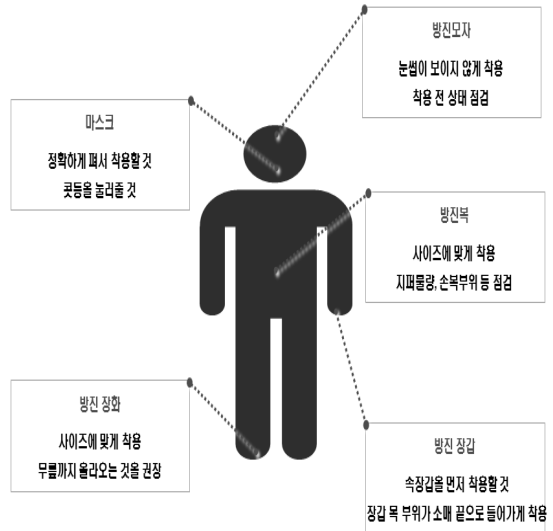 방진모자
눈썹이 보이지 않게 착용
착용 전 상태 점검
마스크
정확하게 펴서 착용할 것
콧등을 눌러줄 것
방진복
사이즈에 맞게 착용
지퍼물량, 손목부위 등 점검
방진 장화
사이즈에 맞게 착용
무릎까지 올라오는 것을 권장
방진 장갑
속장갑을 먼저 착용할 것
장갑 목 부위가 소매 끝으로 들어가게 착용